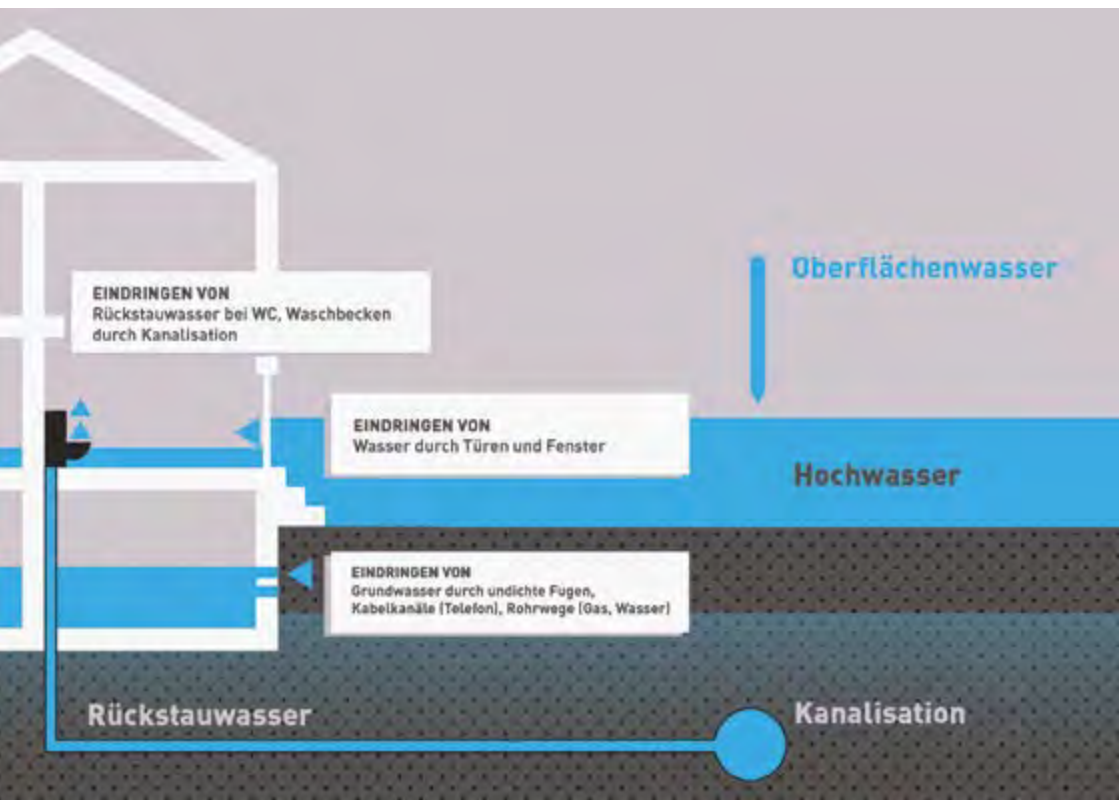 EINDRINGEN VON
Rückstauwasser bei WC, Waschbecken
durch Kanalisation
Oberflächenwasser
EINDRINGEN VON
Wasser durch Türen und Fenster
Hochwasser
EINDRINGEN VON
Grundwasser durch undichte Fugen,
Kabelkanäle (Telefon), Rohrwege (Gas, Wasser)
Rückstauwasser
Kanalisation